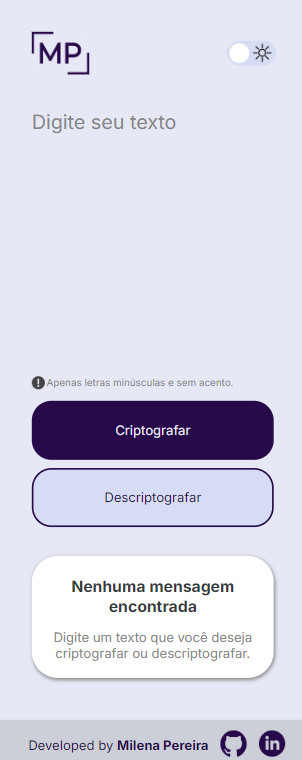 MP
Digite seu texto
Apenas letras minúsculas e sem acento.
Criptografar
Descriptografar
Nenhuma mensagem
encontrada
Digite um texto que você deseja
criptografar ou descriptografar.
Developed by Milena Pereira in